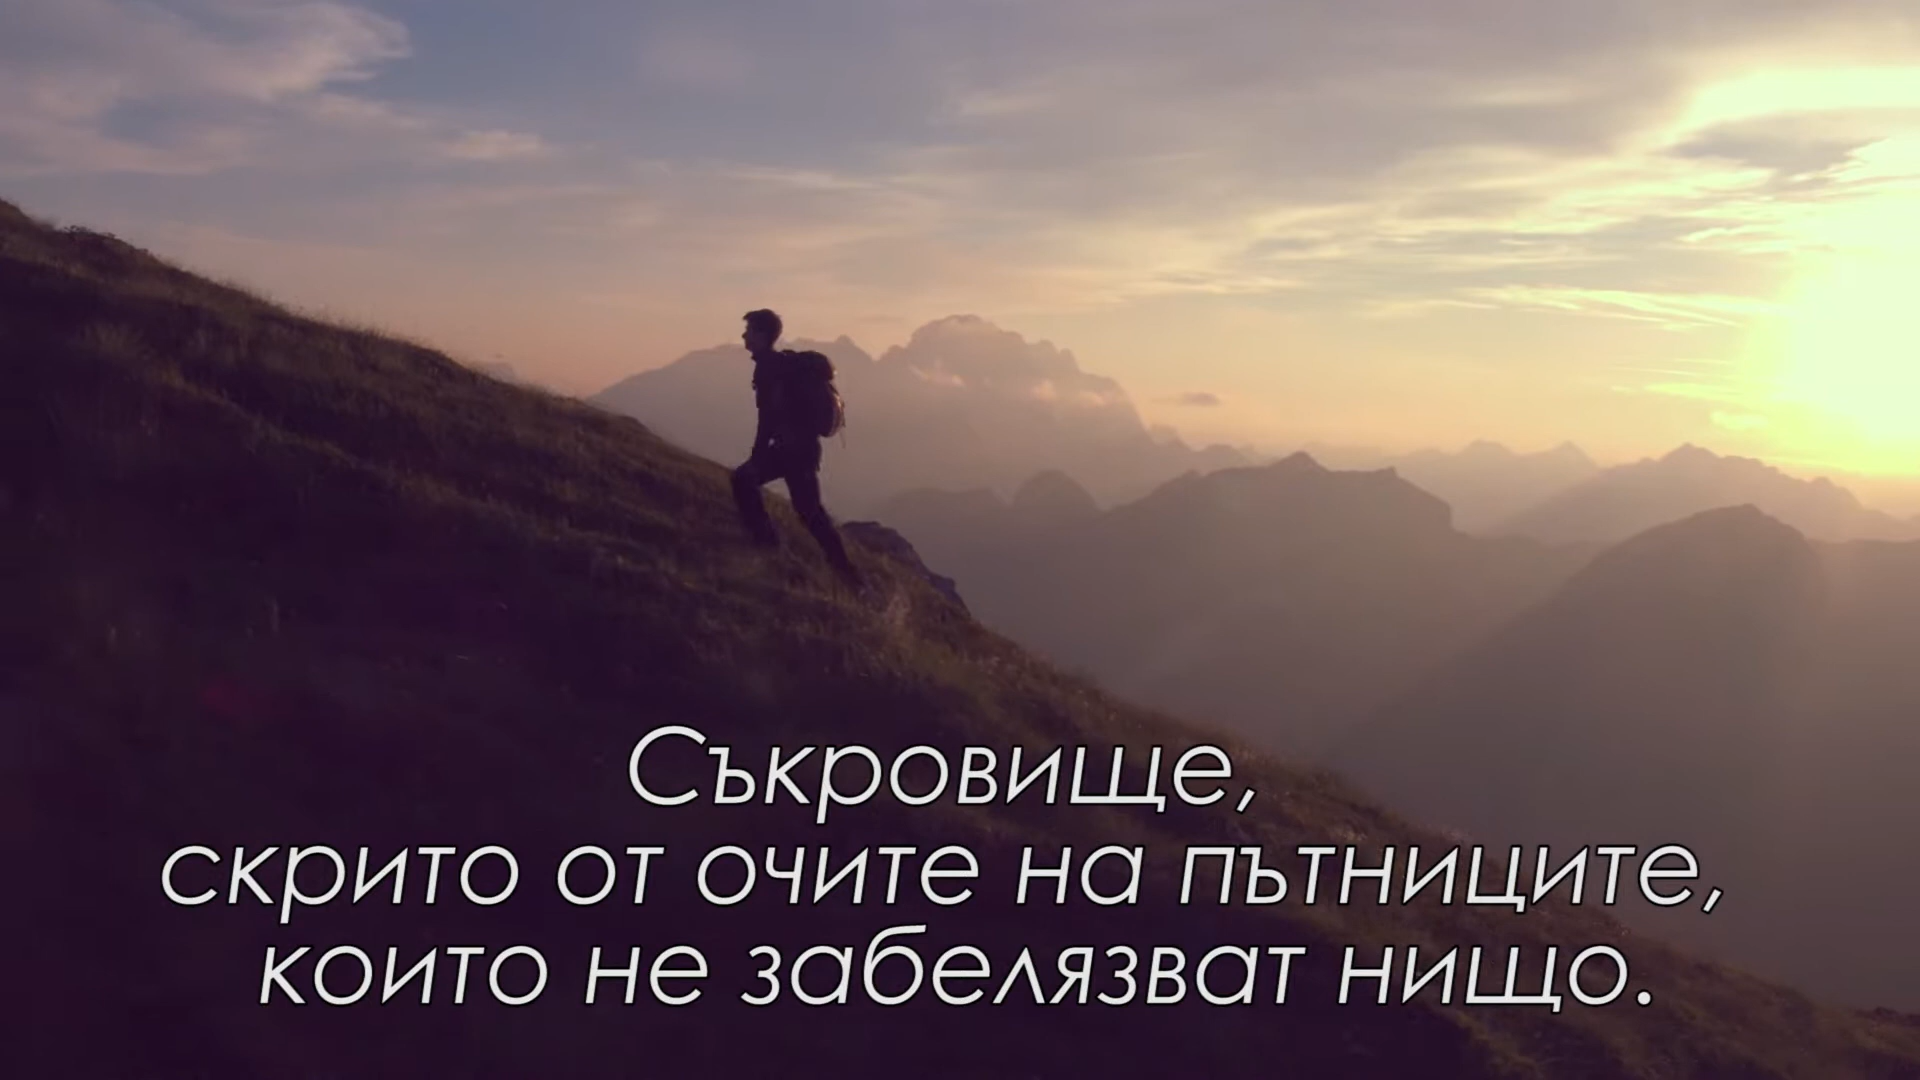 Съкровище,
скрито от очите на пътниците,
които не забелязват нищо.